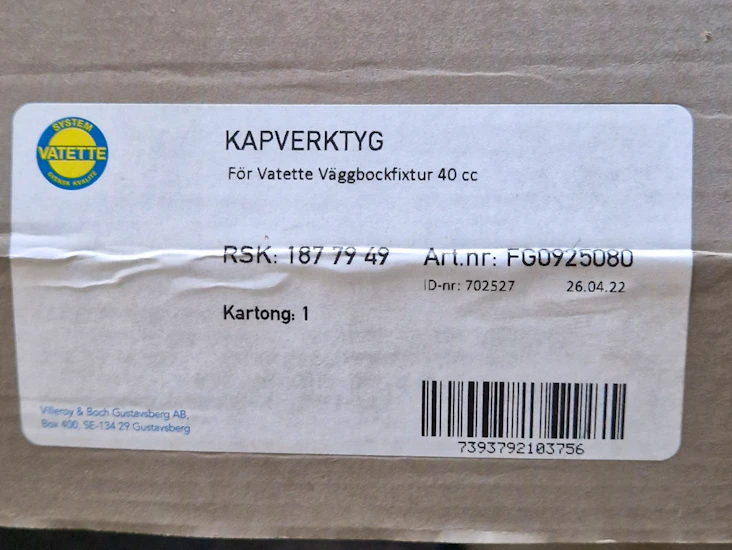 SYSTEM
VATETTE
SVENSK KVALITÉ
KAPVERKTYG
För Vatette Väggbockfixtur 40 cc
RSK: 187 79 49 Art.nr: FG0925080
ID-nr: 702527 26.04.22
Kartong: 1
Villeroy & Boch Gustavsberg AB,
Box 400, SE-134 29 Gustavsberg
7393792103756